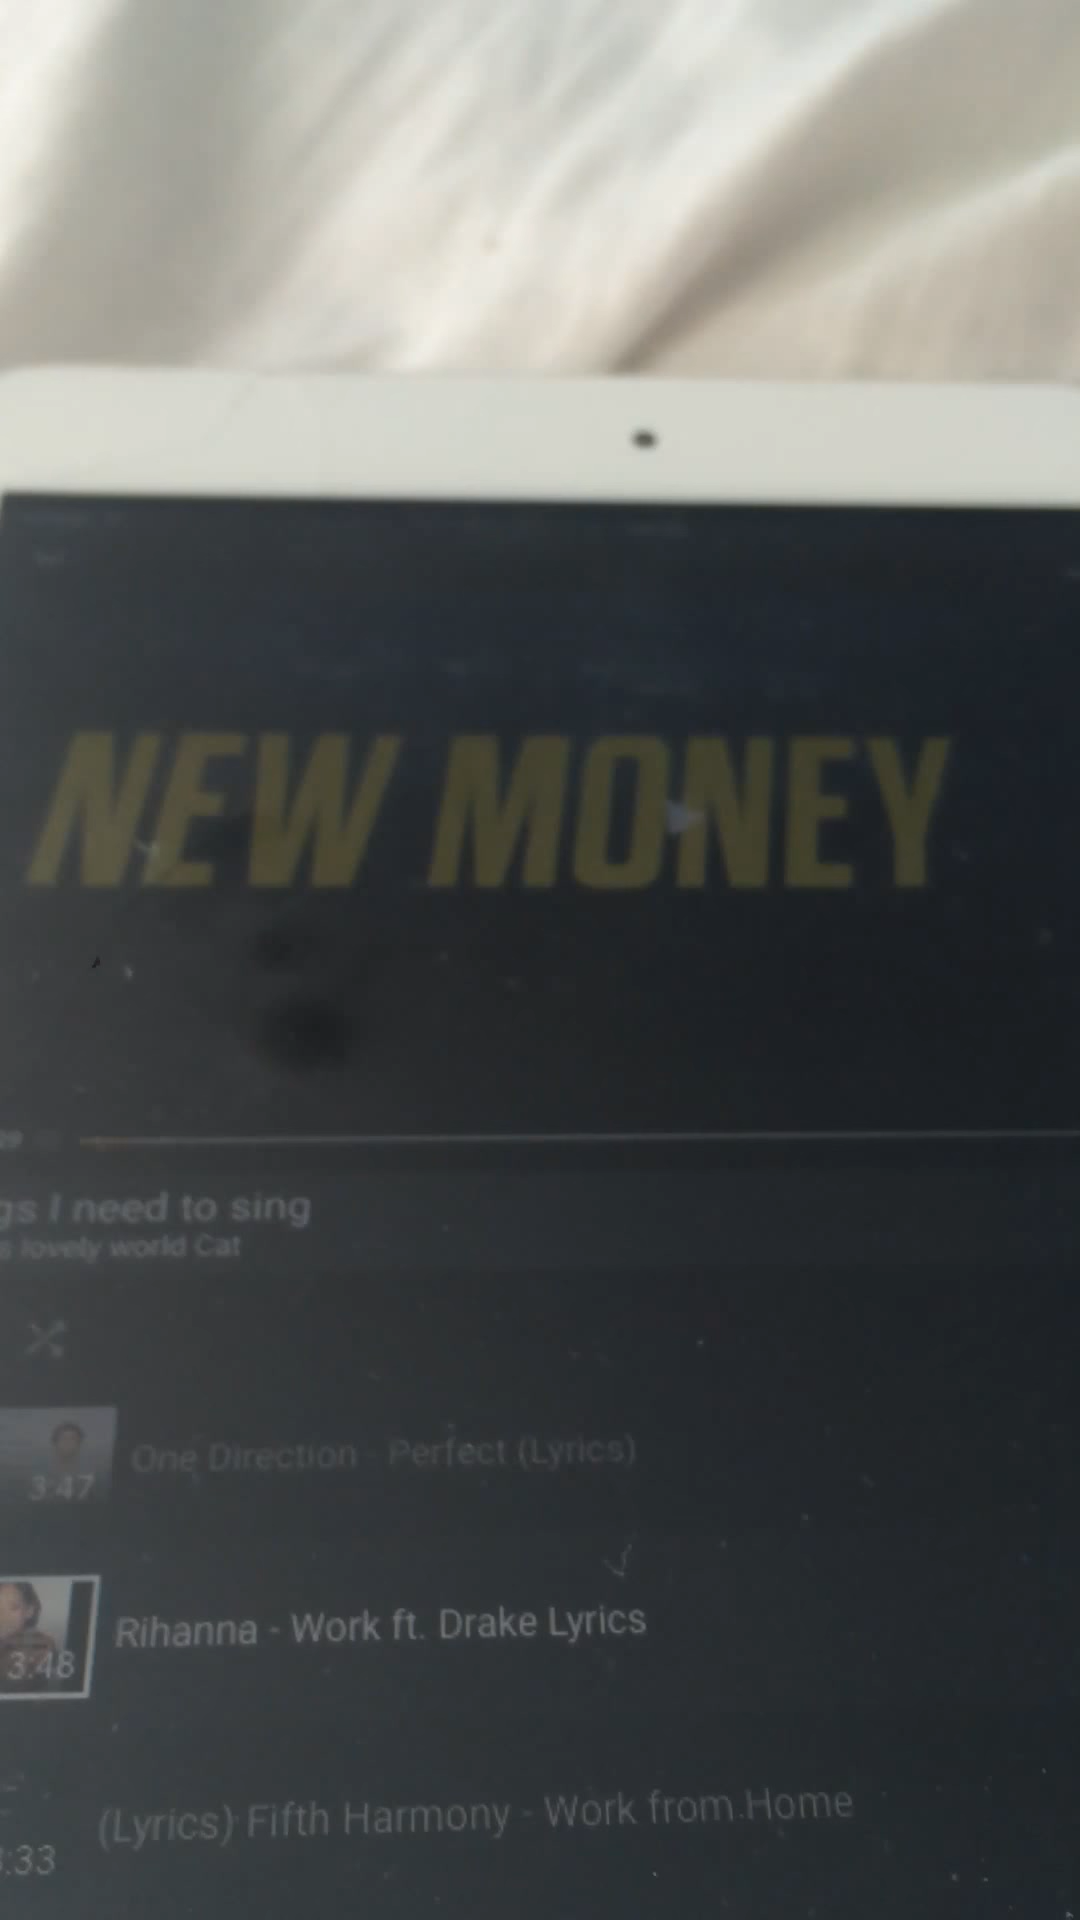 NEW MONEY
I need to sing
lovely world Cat
One Direction - Perfect (Lyrics)
3:47
Rihanna - Work ft. Drake Lyrics
3:48
(Lyrics) Fifth Harmony - Work from Home
:33